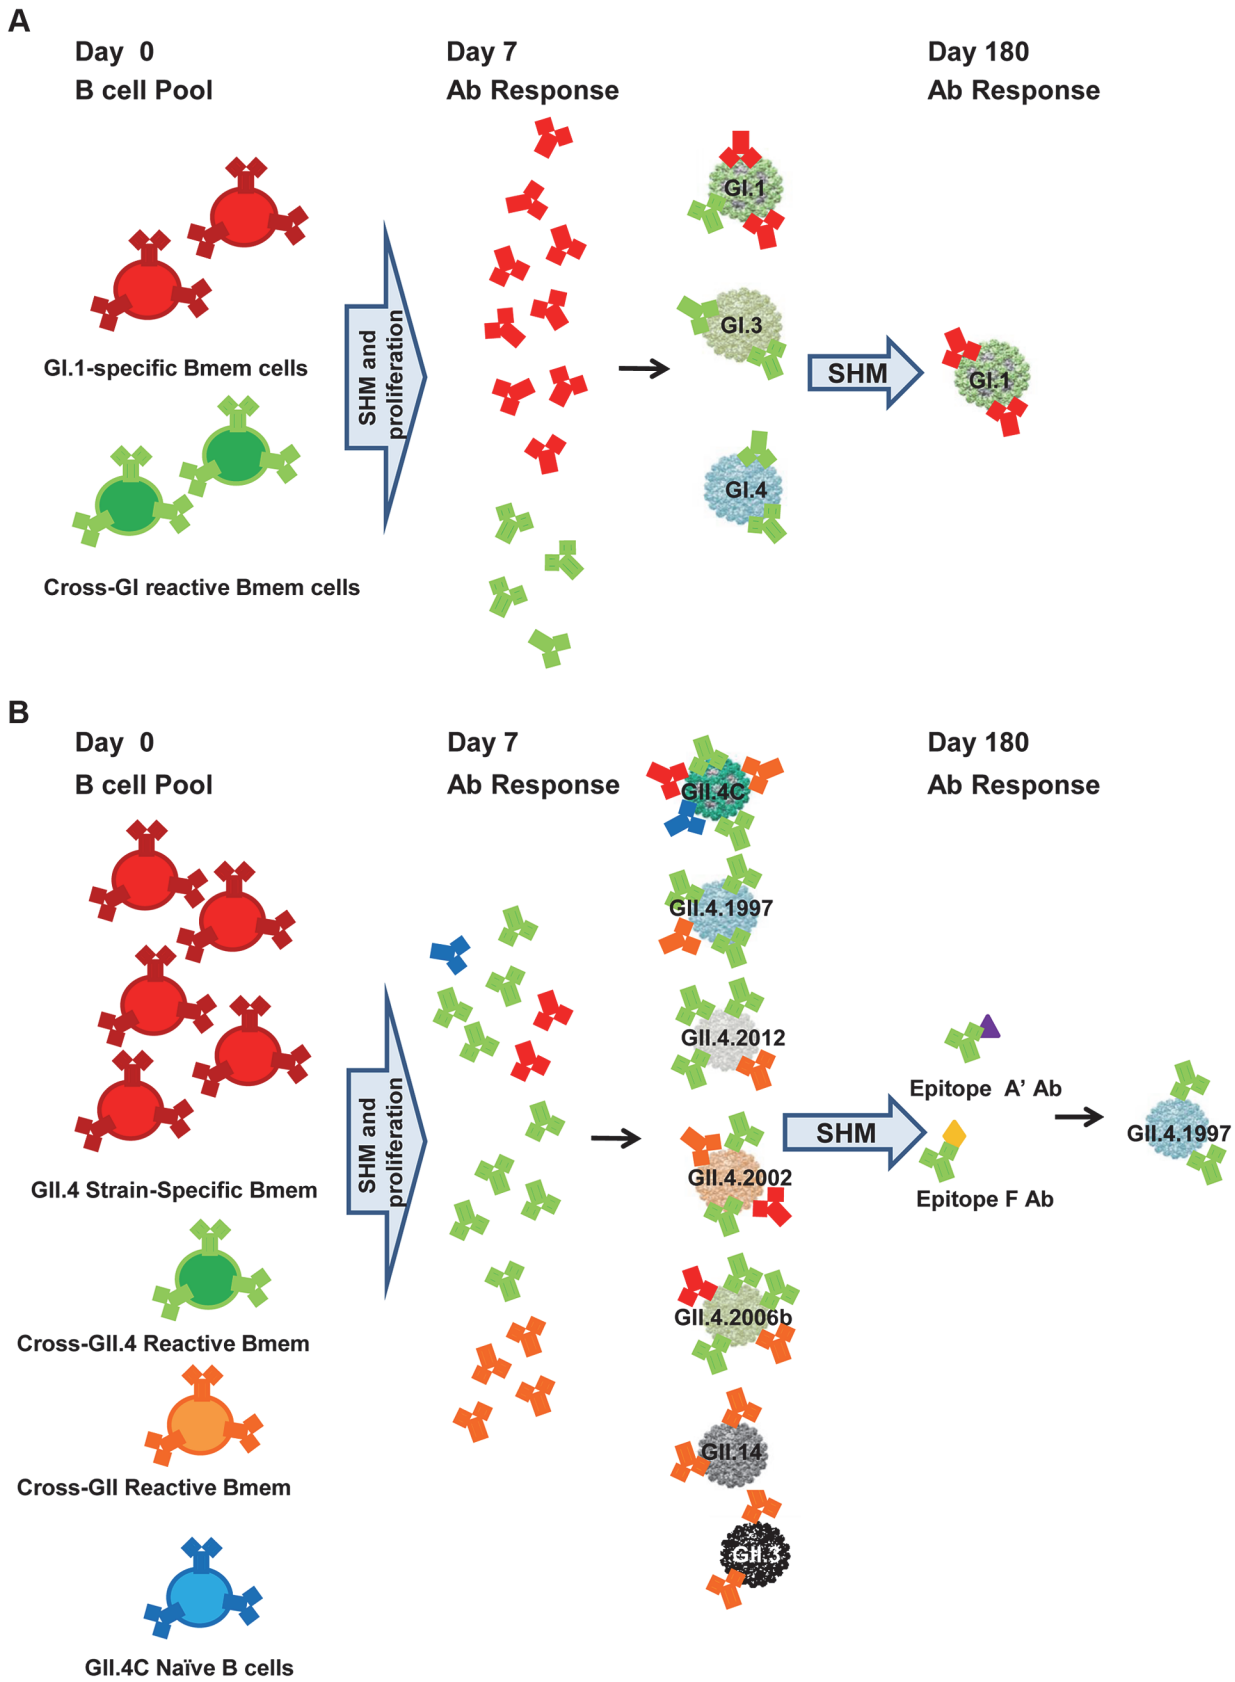 A
Day 0
B cell Pool
Day 7
Ab Response
Day 180
Ab Response
GI.1-specific Bmem cells
Cross-GI reactive Bmem cells
SHM and
proliferation
GI.1
GI.3
GI.4
SHM
GI.1
B
Day 0
B cell Pool
Day 7
Ab Response
Day 180
Ab Response
GII.4 Strain-Specific Bmem
Cross-GII.4 Reactive Bmem
Cross-GII Reactive Bmem
GII.4C Naïve B cells
SHM and
proliferation
GII.4C
GII.4.1997
GII.4.2012
GII.4.2002
GII.4.2006b
GII.14
GII.3
SHM
Epitope A’ Ab
Epitope F Ab
GII.4.1997